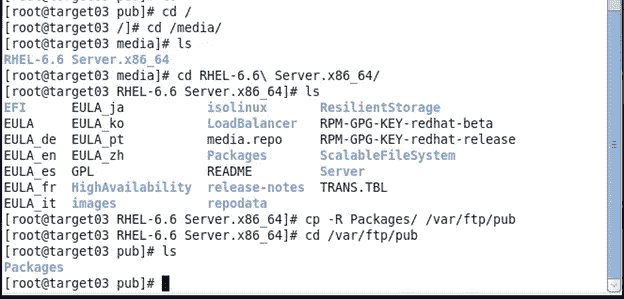 [root@target03 pub]# cd /
[root@target03 /]# cd /media/
[root@target03 media]# ls
RHEL-6.6 Server.x86_64
[root@target03 media]# cd RHEL-6.6\ Server.x86_64/
[root@target03 RHEL-6.6 Server.x86_64]# ls
EFI EULA_ja isolinux ResilientStorage
EULA EULA_ko LoadBalancer RPM-GPG-KEY-redhat-beta
EULA_de EULA_pt media.repo RPM-GPG-KEY-redhat-release
EULA_en EULA_zh Packages ScalableFileSystem
EULA_es GPL README Server
EULA_fr HighAvailability release-notes TRANS.TBL
EULA_it images repodata
[root@target03 RHEL-6.6 Server.x86_64]# cp -R Packages/ /var/ftp/pub
[root@target03 RHEL-6.6 Server.x86_64]# cd /var/ftp/pub
[root@target03 pub]# ls
Packages
[root@target03 pub]#